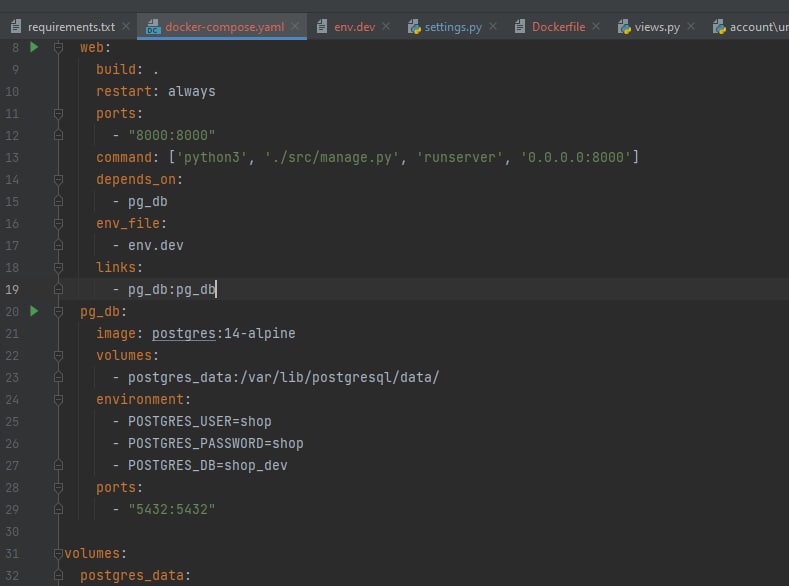 requirements.txt docker-compose.yaml env.dev settings.py Dockerfile views.py account\ur
8 web:
9 build: .
10 restart: always
11 ports:
12 - "8000:8000"
13 command: ['python3', './src/manage.py', 'runserver', '0.0.0.0:8000']
14 depends_on:
15 - pg_db
16 env_file:
17 - env.dev
18 links:
19 - pg_db:pg_db
20 pg_db:
21 image: postgres:14-alpine
22 volumes:
23 - postgres_data:/var/lib/postgresql/data/
24 environment:
25 - POSTGRES_USER=shop
26 - POSTGRES_PASSWORD=shop
27 - POSTGRES_DB=shop_dev
28 ports:
29 - "5432:5432"
30
31 volumes:
32 postgres_data: